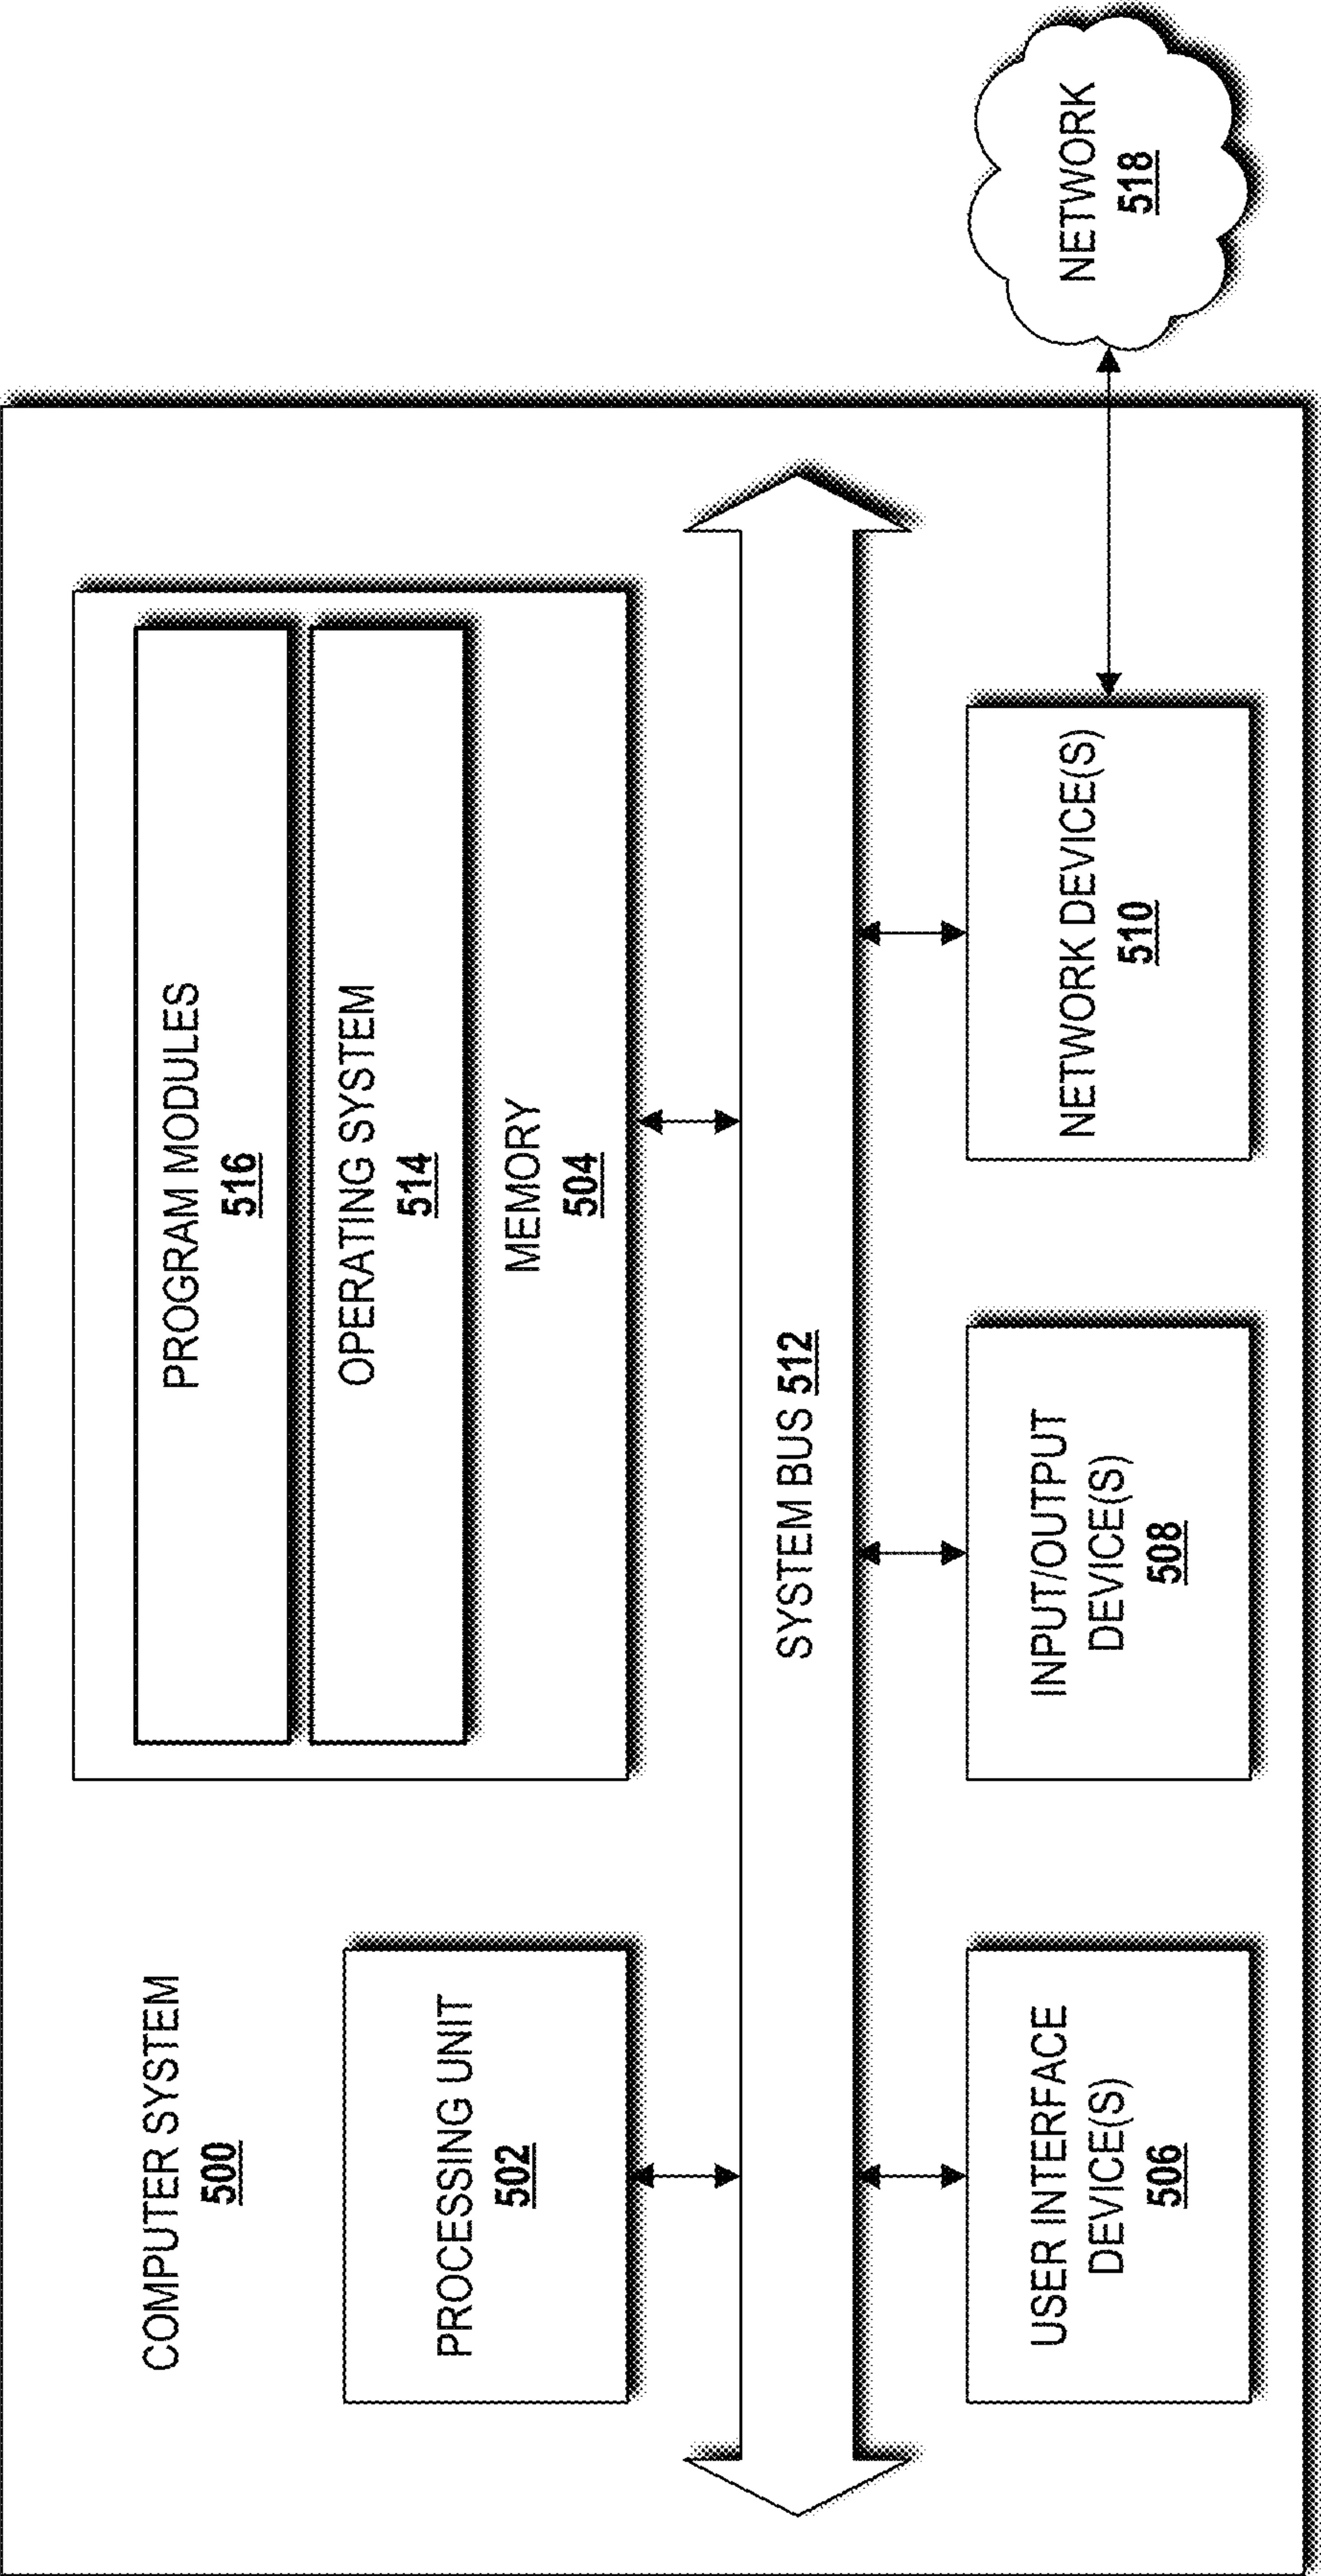 COMPUTER SYSTEM
500
PROGRAM MODULES
516
OPERATING SYSTEM
514
MEMORY
504
PROCESSING UNIT
502
SYSTEM BUS 512
USER INTERFACE
DEVICE(S)
506
INPUT/OUTPUT
DEVICE(S)
508
NETWORK DEVICE(S)
510
NETWORK
518